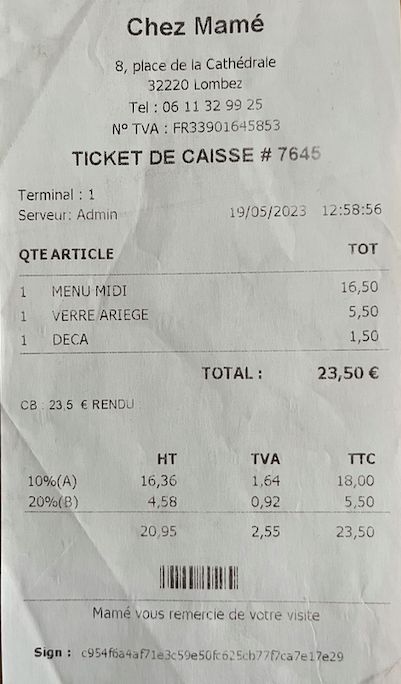 Chez Mamé
8, place de la Cathédrale
32220 Lombez
Tel : 06 11 32 99 25
N° TVA : FR33901645853
TICKET DE CAISSE # 7645
Terminal : 1
Serveur: Admin 19/05/2023 12:58:56
QTE ARTICLE TOT
1 MENU MIDI 16,50
1 VERRE ARIEGE 5,50
1 DECA 1,50
TOTAL : 23,50 €
CB : 23.5 € RENDU :
HT TVA TTC
10%(A) 16,36 1,64 18,00
20%(B) 4,58 0,92 5,50
20,95 2,55 23,50
Mamé vous remercie de votre visite
Sign : c954f6a4af71e3c59e50fc625cb77f7ca7e17e29